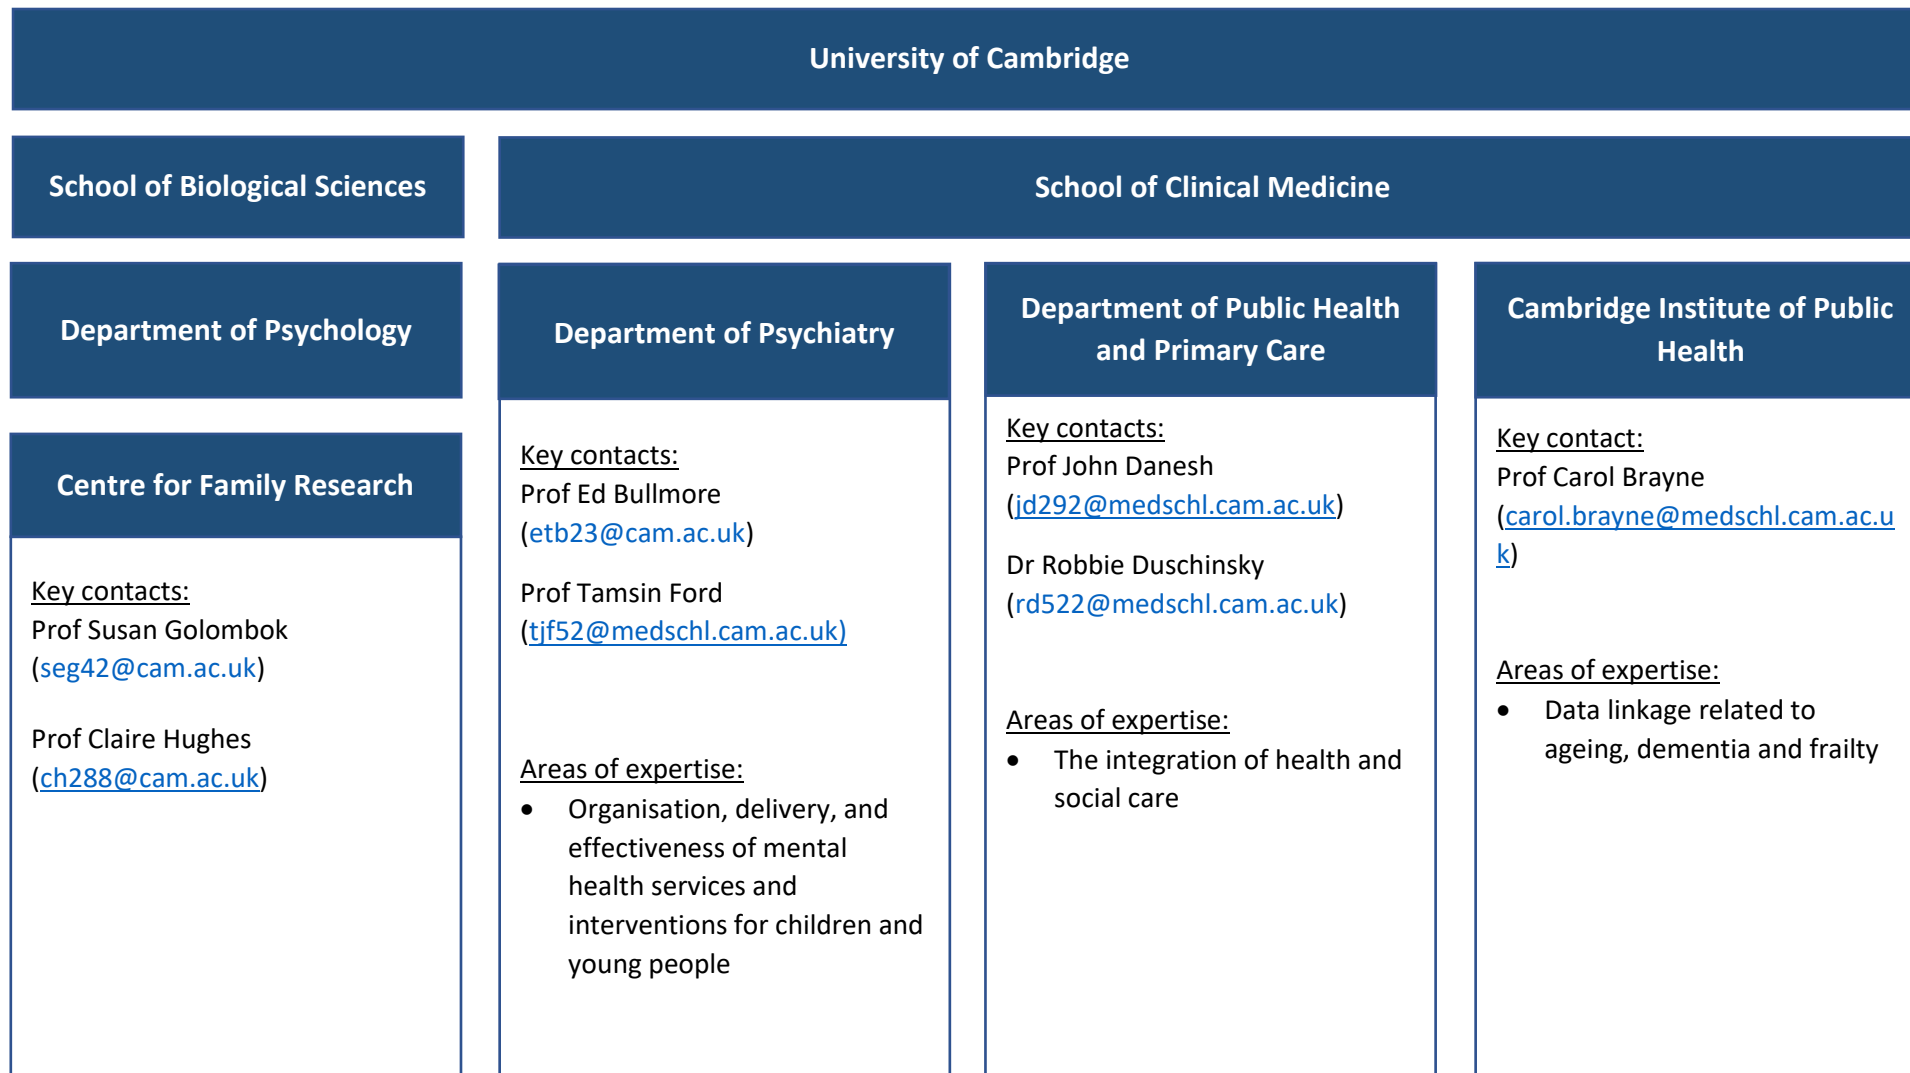 University of Cambridge
School of Biological Sciences
School of Clinical Medicine
Department of Psychology
Centre for Family Research
Key contacts:
Prof Susan Golombok
(seg42@cam.ac.uk)
Prof Claire Hughes
(ch288@cam.ac.uk)
Department of Psychiatry
Key contacts:
Prof Ed Bullmore
(etb23@cam.ac.uk)
Prof Tamsin Ford
(tjf52@medschl.cam.ac.uk)
Areas of expertise:
• Organisation, delivery, and
effectiveness of mental
health services and
interventions for children and
young people
Department of Public Health
and Primary Care
Key contacts:
Prof John Danesh
(jd292@medschl.cam.ac.uk)
Dr Robbie Duschinsky
(rd522@medschl.cam.ac.uk)
Areas of expertise:
• The integration of health and
social care
Cambridge Institute of Public
Health
Key contact:
Prof Carol Brayne
(carol.brayne@medschl.cam.ac.u
k)
Areas of expertise:
• Data linkage related to
ageing, dementia and frailty